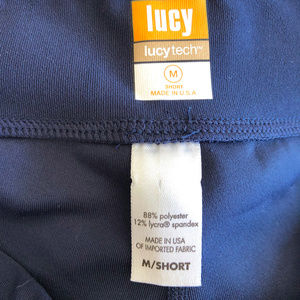 lucy
lucytech™
M
SHORT
MADE IN U.S.A
88% polyester
12% lycra® spandex
MADE IN USA
OF IMPORTED FABRIC
M/SHORT